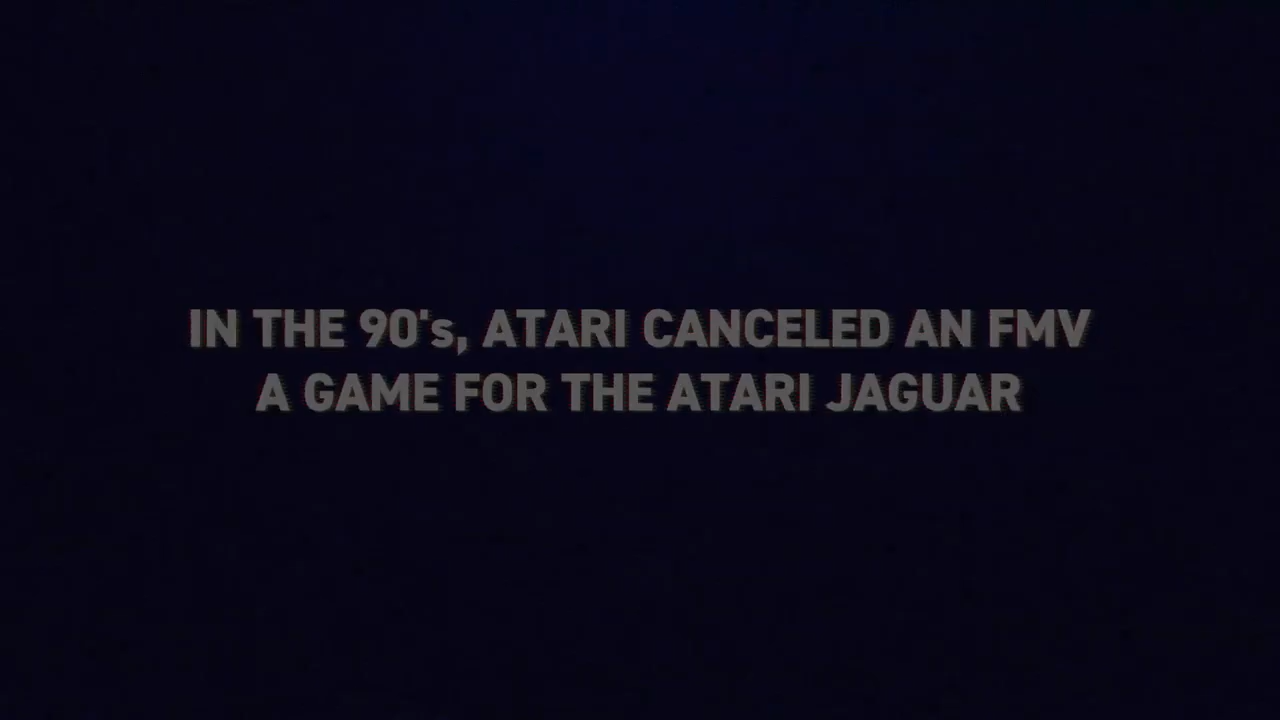 IN THE 90's, ATARI CANCELED AN FMV
A GAME FOR THE ATARI JAGUAR